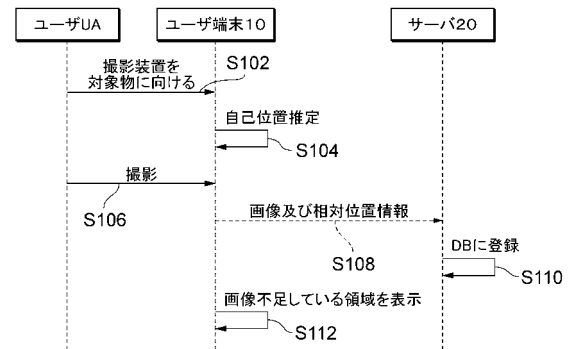 ユーザUA
ユーザ端末10
サーバ20
撮影装置を
対象物に向ける
S102
自己位置推定
S104
撮影
S106
画像及び相対位置情報
S108
DBに登録
S110
画像不足している領域を表示
S112